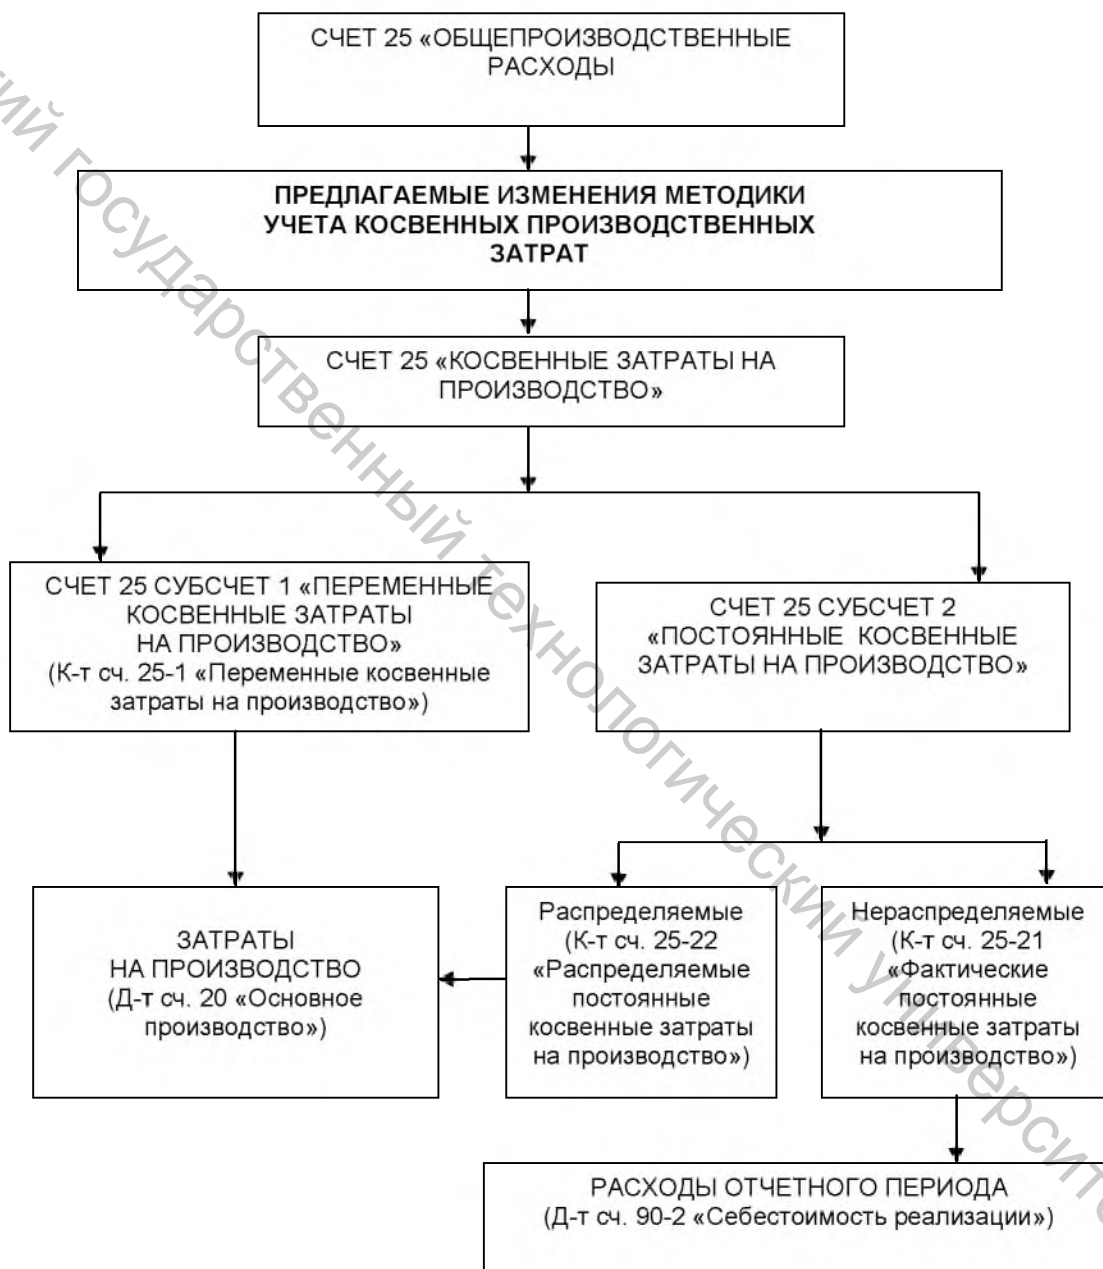 СЧЕТ 25 «ОБЩЕПРОИЗВОДСТВЕННЫЕ
РАСХОДЫ
ПРЕДЛАГАЕМЫЕ ИЗМЕНЕНИЯ МЕТОДИКИ
УЧЕТА КОСВЕННЫХ ПРОИЗВОДСТВЕННЫХ
ЗАТРАТ
СЧЕТ 25 «КОСВЕННЫЕ ЗАТРАТЫ НА
ПРОИЗВОДСТВО»
СЧЕТ 25 СУБСЧЕТ 1 «ПЕРЕМЕННЫЕ
КОСВЕННЫЕ ЗАТРАТЫ
НА ПРОИЗВОДСТВО»
(К-т сч. 25-1 «Переменные косвенные
затраты на производство»)
СЧЕТ 25 СУБСЧЕТ 2
«ПОСТОЯННЫЕ КОСВЕННЫЕ
ЗАТРАТЫ НА ПРОИЗВОДСТВО»
ЗАТРАТЫ
НА ПРОИЗВОДСТВО
(Д-т сч. 20 «Основное
производство»)
Распределяемые
(К-т сч. 25-22
«Распределяемые
постоянные
косвенные затраты
на производство»)
Нераспределяемые
(К-т сч. 25-21
«Фактические
постоянные
косвенные затраты
на производство»)
РАСХОДЫ ОТЧЕТНОГО ПЕРИОДА
(Д-т сч. 90-2 «Себестоимость реализации»)
государственный технологический